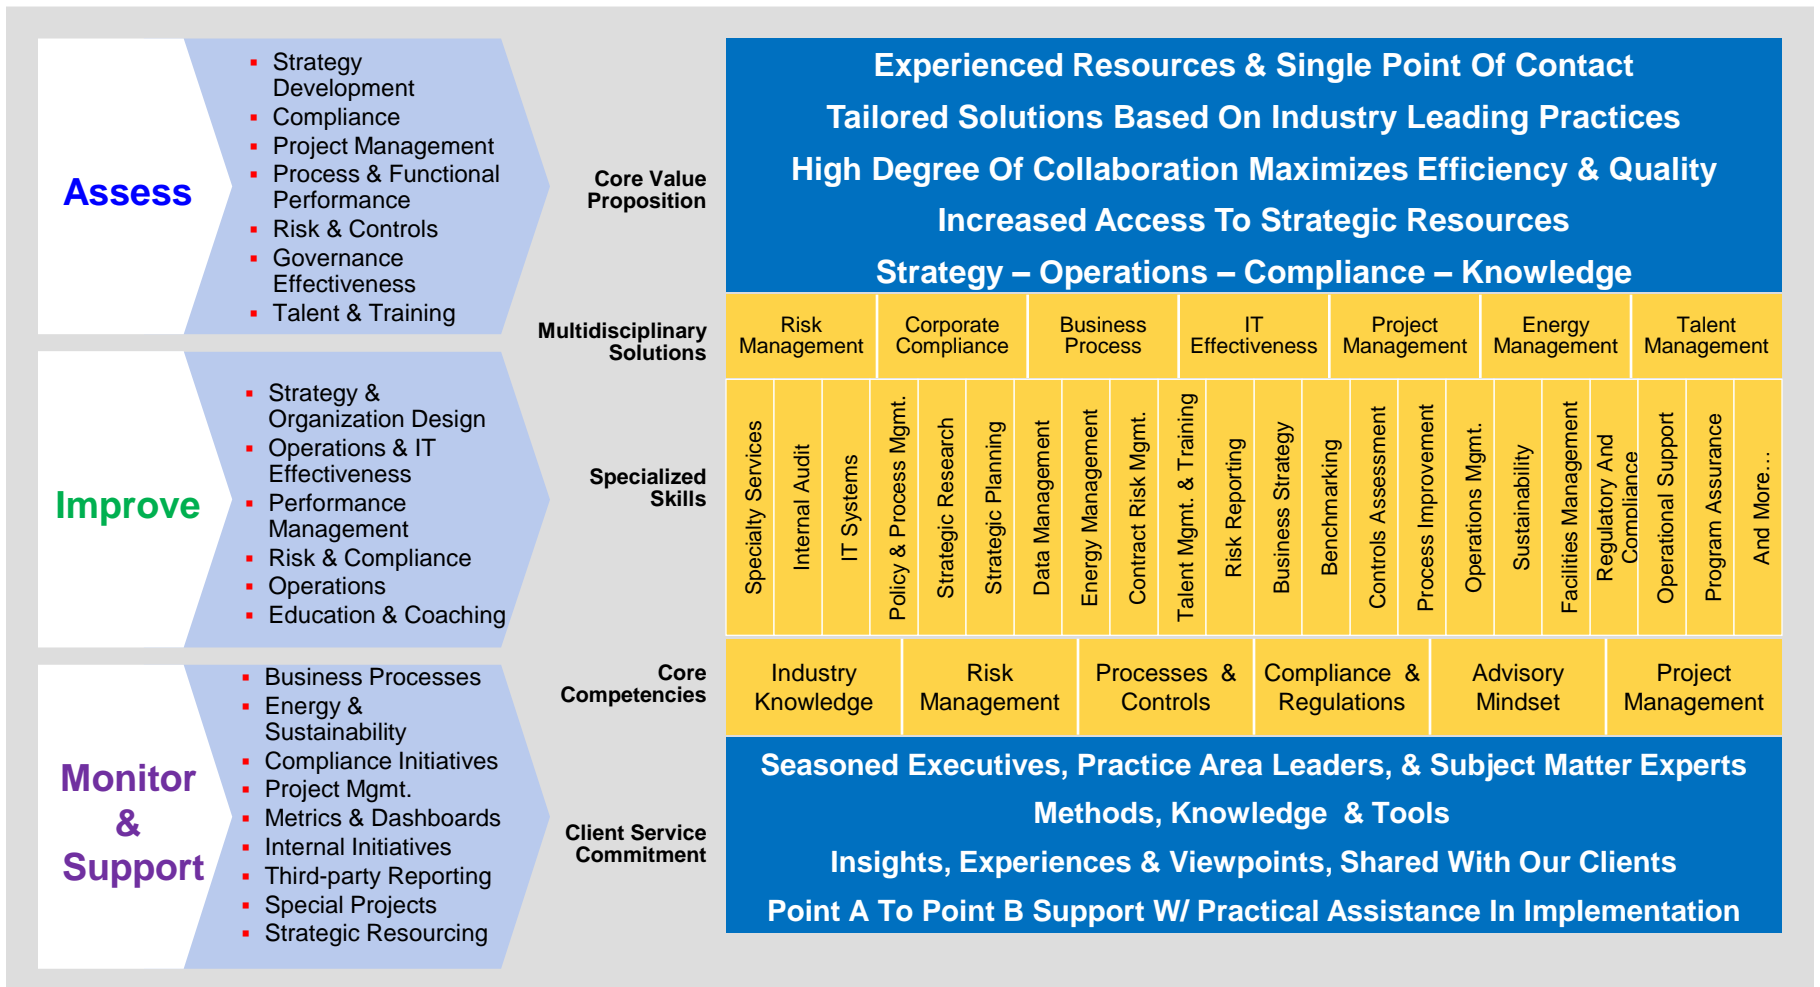 Assess
▪ Strategy
Development
▪ Compliance
▪ Project Management
▪ Process & Functional
Performance
▪ Risk & Controls
▪ Governance
Effectiveness
▪ Talent & Training
Improve
▪ Strategy &
Organization Design
▪ Operations & IT
Effectiveness
▪ Performance
Management
▪ Risk & Compliance
▪ Operations
▪ Education & Coaching
Monitor
&
Support
▪ Business Processes
▪ Energy &
Sustainability
▪ Compliance Initiatives
▪ Project Mgmt.
▪ Metrics & Dashboards
▪ Internal Initiatives
▪ Third-party Reporting
▪ Special Projects
▪ Strategic Resourcing
Core Value
Proposition
Experienced Resources & Single Point Of Contact
Tailored Solutions Based On Industry Leading Practices
High Degree Of Collaboration Maximizes Efficiency & Quality
Increased Access To Strategic Resources
Strategy – Operations – Compliance – Knowledge
Multidisciplinary
Solutions
Risk
Management
Corporate
Compliance
Business
Process
IT
Effectiveness
Project
Management
Energy
Management
Talent
Management
Specialized
Skills
Specialty Services
Internal Audit
IT Systems
Policy & Process Mgmt.
Strategic Research
Strategic Planning
Data Management
Energy Management
Contract Risk Mgmt.
Talent Mgmt. & Training
Risk Reporting
Business Strategy
Benchmarking
Controls Assessment
Process Improvement
Operations Mgmt.
Sustainability
Facilities Management
Regulatory And
Compliance
Operational Support
Program Assurance
And More...
Core
Competencies
Industry
Knowledge
Risk
Management
Processes &
Controls
Compliance &
Regulations
Advisory
Mindset
Project
Management
Client Service
Commitment
Seasoned Executives, Practice Area Leaders, & Subject Matter Experts
Methods, Knowledge & Tools
Insights, Experiences & Viewpoints, Shared With Our Clients
Point A To Point B Support W/ Practical Assistance In Implementation